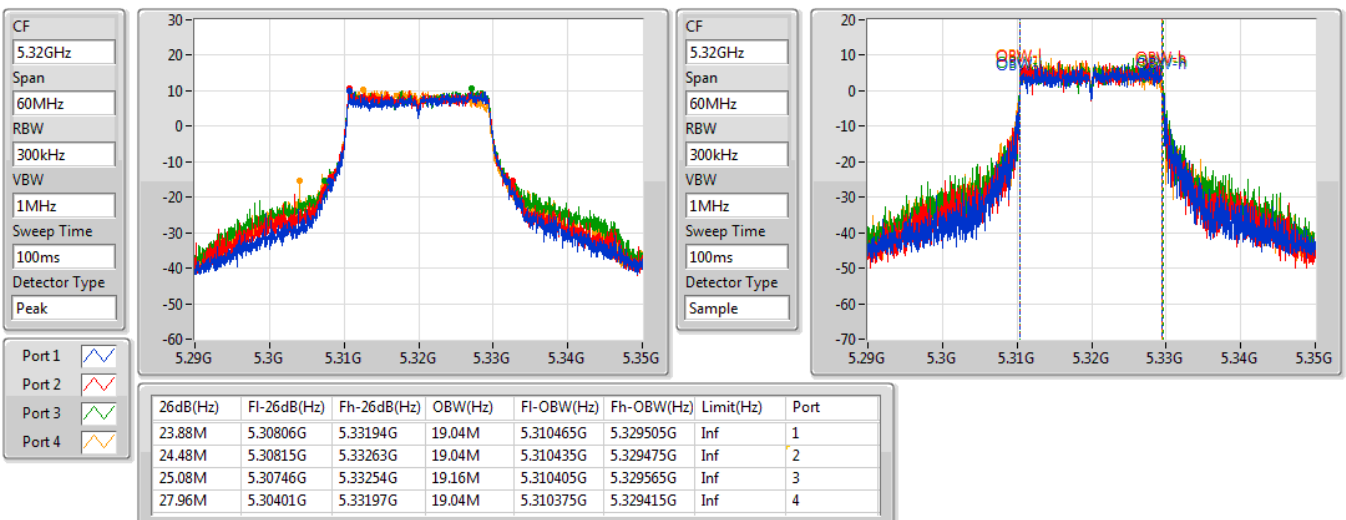 CF
5.32GHz
Span
60MHz
RBW
300kHz
VBW
1MHz
Sweep Time
100ms
Detector Type
Peak
30
20
10
0
-10
-20
-30
-40
-50
-60
5.29G 5.3G 5.31G 5.32G 5.33G 5.34G 5.35G
CF
5.32GHz
Span
60MHz
RBW
300kHz
VBW
1MHz
Sweep Time
100ms
Detector Type
Sample
20
10
0
-10
-20
-30
-40
-50
-60
-70
OBW-l OBW-h
5.29G 5.3G 5.31G 5.32G 5.33G 5.34G 5.35G
Port 1
Port 2
Port 3
Port 4
26dB(Hz) Fl-26dB(Hz) Fh-26dB(Hz) OBW(Hz) Fl-OBW(Hz) Fh-OBW(Hz) Limit(Hz) Port
23.88M 5.30806G 5.33194G 19.04M 5.310465G 5.329505G Inf 1
24.48M 5.30815G 5.33263G 19.04M 5.310435G 5.329475G Inf 2
25.08M 5.30746G 5.33254G 19.16M 5.310405G 5.329565G Inf 3
27.96M 5.30401G 5.33197G 19.04M 5.310375G 5.329415G Inf 4